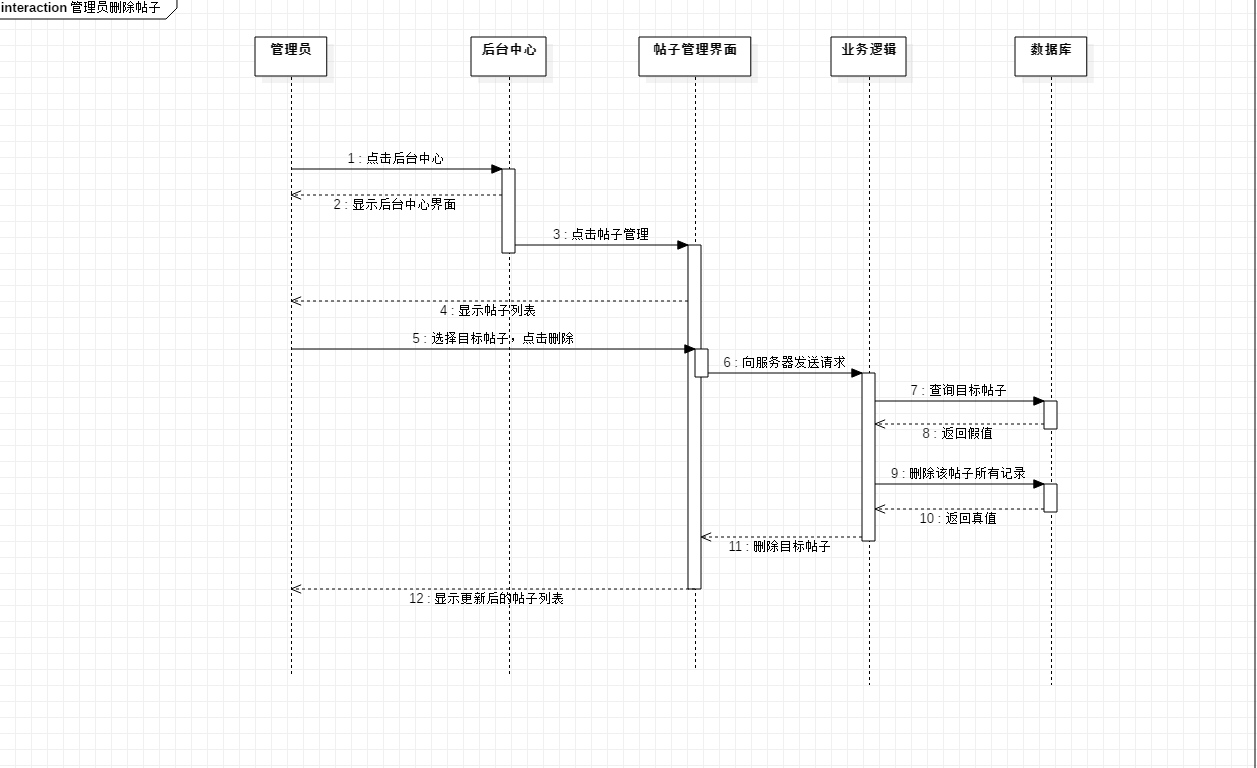 interaction 管理员删除帖子
管理员
后台中心
帖子管理界面
业务逻辑
数据库
1 : 点击后台中心
2 : 显示后台中心界面
3 : 点击帖子管理
4 : 显示帖子列表
5 : 选择目标帖子，点击删除
6 : 向服务器发送请求
7 : 查询目标帖子
8 : 返回假值
9 : 删除该帖子所有记录
10 : 返回真值
11 : 删除目标帖子
12 : 显示更新后的帖子列表